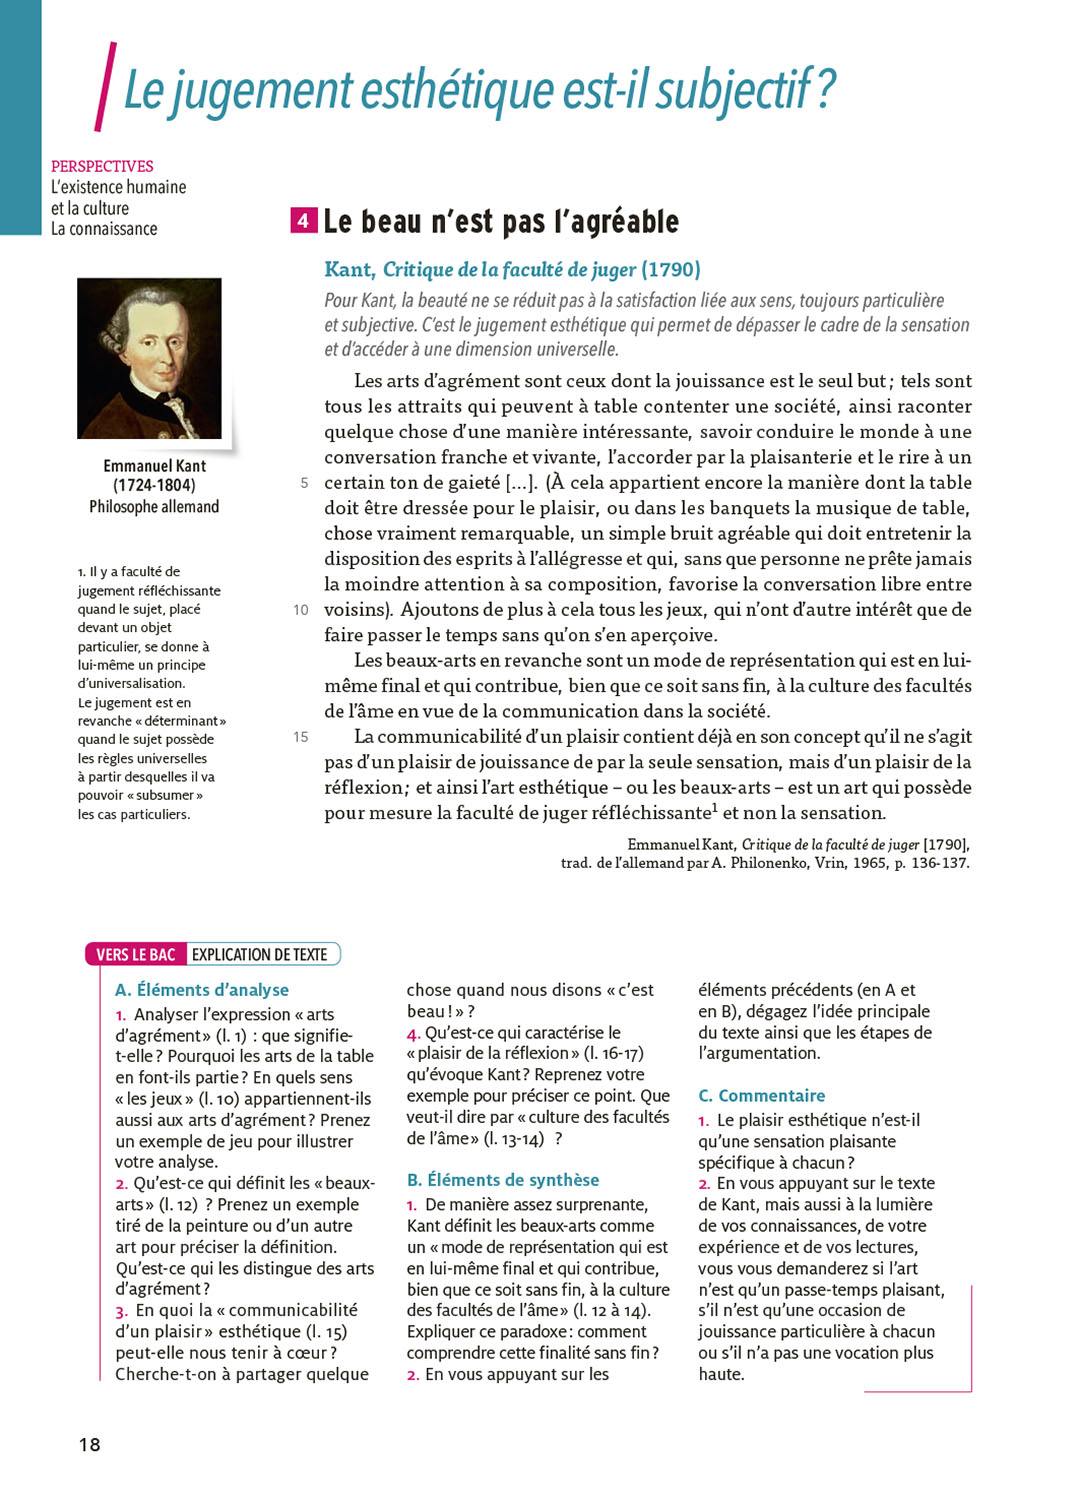 Le jugement esthétique est-il subjectif ?
PERSPECTIVES
L'existence humaine
et la culture
La connaissance
4 Le beau n'est pas l'agréable
Kant, Critique de la faculté de juger (1790)
Pour Kant, la beauté ne se réduit pas à la satisfaction liée aux sens, toujours particulière
et subjective. C'est le jugement esthétique qui permet de dépasser le cadre de la sensation
et d'accéder à une dimension universelle.
Les arts d'agrément sont ceux dont la jouissance est le seul but ; tels sont
tous les attraits qui peuvent à table contenter une société, ainsi raconter
quelque chose d'une manière intéressante, savoir conduire le monde à une
conversation franche et vivante, l'accorder par la plaisanterie et le rire à un
5 certain ton de gaieté [...]. (À cela appartient encore la manière dont la table
doit être dressée pour le plaisir, ou dans les banquets la musique de table,
chose vraiment remarquable, un simple bruit agréable qui doit entretenir la
disposition des esprits à l'allégresse et qui, sans que personne ne prête jamais
la moindre attention à sa composition, favorise la conversation libre entre
10 voisins). Ajoutons de plus à cela tous les jeux, qui n'ont d'autre intérêt que de
faire passer le temps sans qu'on s'en aperçoive.
Les beaux-arts en revanche sont un mode de représentation qui est en lui-
même final et qui contribue, bien que ce soit sans fin, à la culture des facultés
de l'âme en vue de la communication dans la société.
15 La communicabilité d'un plaisir contient déjà en son concept qu'il ne s'agit
pas d'un plaisir de jouissance de par la seule sensation, mais d'un plaisir de la
réflexion ; et ainsi l'art esthétique – ou les beaux-arts – est un art qui possède
pour mesure la faculté de juger réfléchissante1 et non la sensation.
Emmanuel Kant, Critique de la faculté de juger [1790],
trad. de l'allemand par A. Philonenko, Vrin, 1965, p. 136-137.
Emmanuel Kant
(1724-1804)
Philosophe allemand
1. Il y a faculté de
jugement réfléchissante
quand le sujet, placé
devant un objet
particulier, se donne à
lui-même un principe
d'universalisation.
Le jugement est en
revanche « déterminant »
quand le sujet possède
les règles universelles
à partir desquelles il va
pouvoir « subsumer »
les cas particuliers.
VERS LE BAC EXPLICATION DE TEXTE
A. Éléments d'analyse
1. Analyser l'expression « arts
d'agrément » (l. 1) : que signifie-
t-elle ? Pourquoi les arts de la table
en font-ils partie ? En quels sens
« les jeux » (l. 10) appartiennent-ils
aussi aux arts d'agrément ? Prenez
un exemple de jeu pour illustrer
votre analyse.
2. Qu'est-ce qui définit les « beaux-
arts » (l. 12) ? Prenez un exemple
tiré de la peinture ou d'un autre
art pour préciser la définition.
Qu'est-ce qui les distingue des arts
d'agrément ?
3. En quoi la « communicabilité
d'un plaisir » esthétique (l. 15)
peut-elle nous tenir à cœur ?
Cherche-t-on à partager quelque
chose quand nous disons « c'est
beau ! » ?
4. Qu'est-ce qui caractérise le
« plaisir de la réflexion » (l. 16-17)
qu'évoque Kant ? Reprenez votre
exemple pour préciser ce point. Que
veut-il dire par « culture des facultés
de l'âme » (l. 13-14) ?
B. Éléments de synthèse
1. De manière assez surprenante,
Kant définit les beaux-arts comme
un « mode de représentation qui est
en lui-même final et qui contribue,
bien que ce soit sans fin, à la culture
des facultés de l'âme » (l. 12 à 14).
Expliquer ce paradoxe : comment
comprendre cette finalité sans fin ?
2. En vous appuyant sur les
éléments précédents (en A et
en B), dégagez l'idée principale
du texte ainsi que les étapes de
l'argumentation.
C. Commentaire
1. Le plaisir esthétique n'est-il
qu'une sensation plaisante
spécifique à chacun ?
2. En vous appuyant sur le texte
de Kant, mais aussi à la lumière
de vos connaissances, de votre
expérience et de vos lectures,
vous vous demanderez si l'art
n'est qu'un passe-temps plaisant,
s'il n'est qu'une occasion de
jouissance particulière à chacun
ou s'il n'a pas une vocation plus
haute.
18